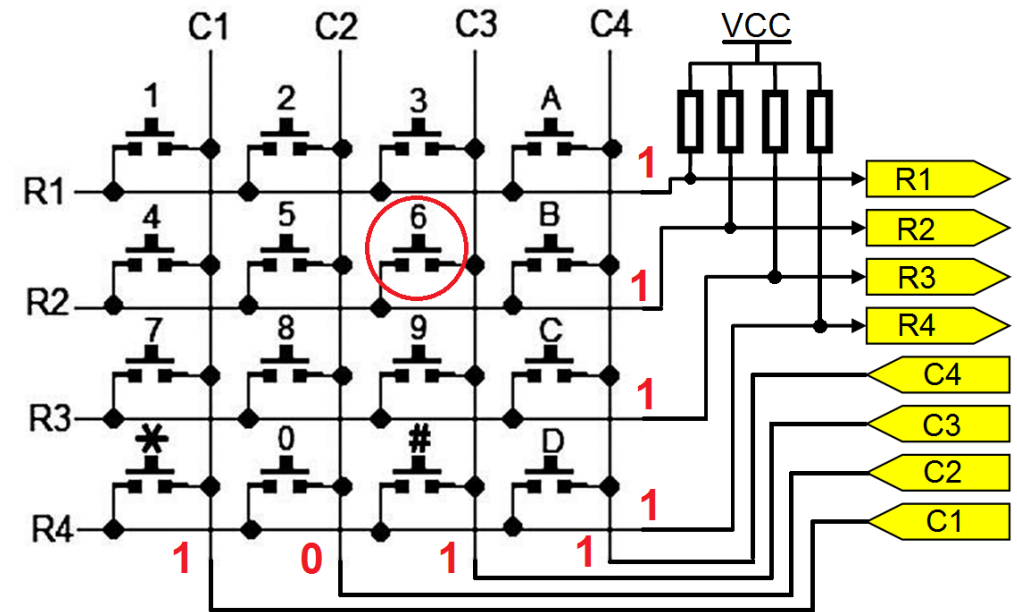 C1 C2 C3 C4 VCC
1 2 3 A
1
R1 R1
4 5 6 B
R2
1
R2 R3
7 8 9 C
R4
C4
1
R3 C3
* 0 # D
C2
1
R4 C1
1 0 1 1